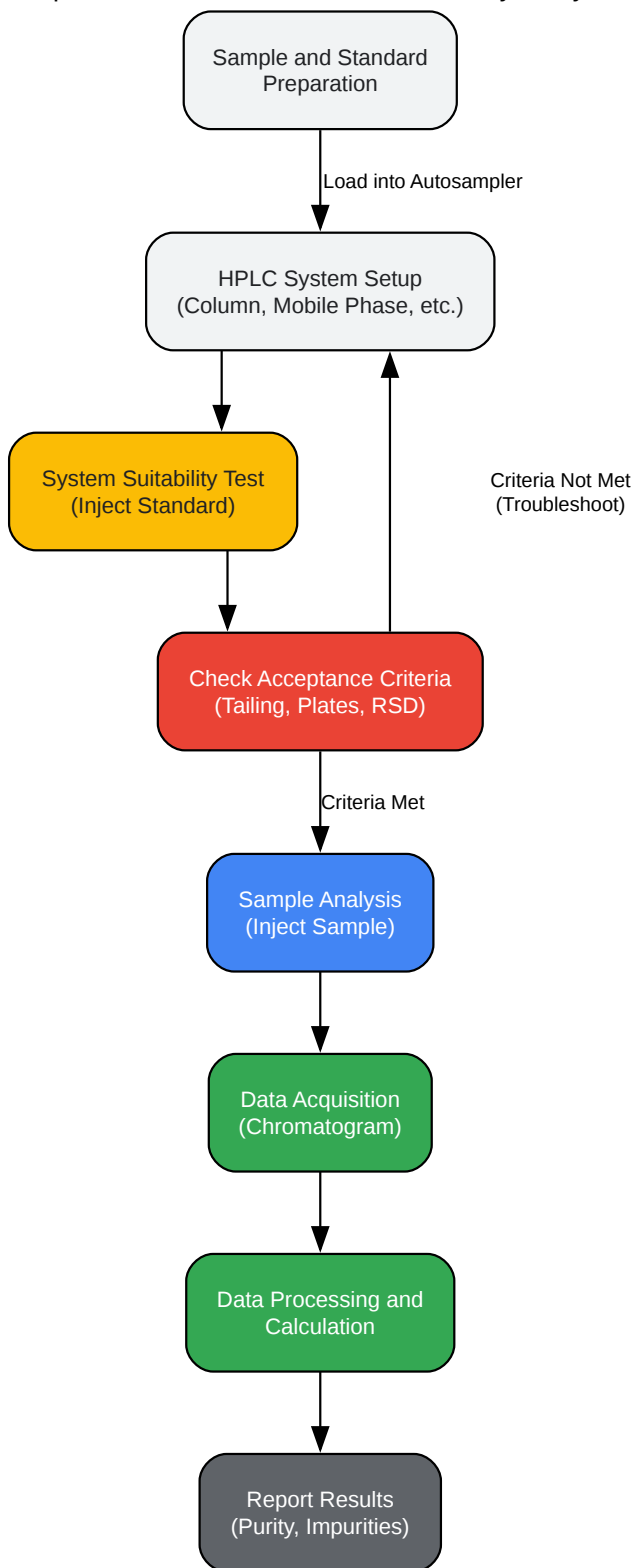 Sample and Standard
Preparation
Load into Autosampler
HPLC System Setup
(Column, Mobile Phase, etc.)
System Suitability Test
(Inject Standard)
Criteria Not Met
(Troubleshoot)
Check Acceptance Criteria
(Tailing, Plates, RSD)
Criteria Met
Sample Analysis
(Inject Sample)
Data Acquisition
(Chromatogram)
Data Processing and
Calculation
Report Results
(Purity, Impurities)